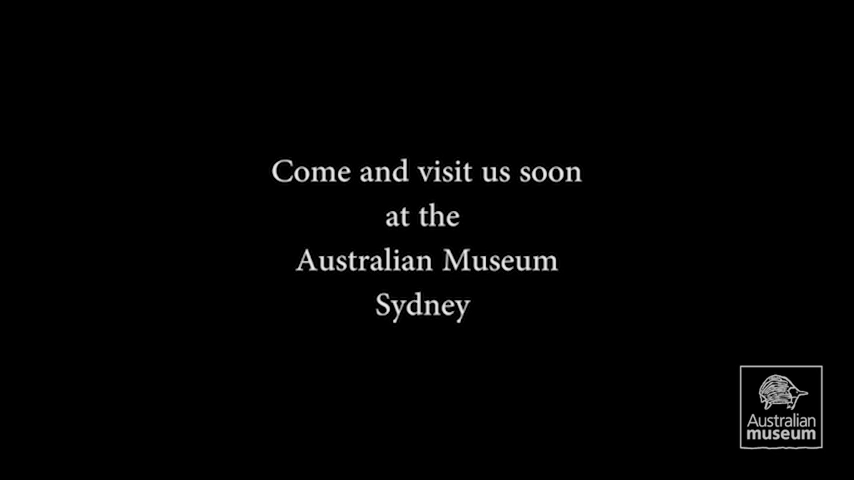 Come and visit us soon
at the
Australian Museum
Sydney
Australian
museum